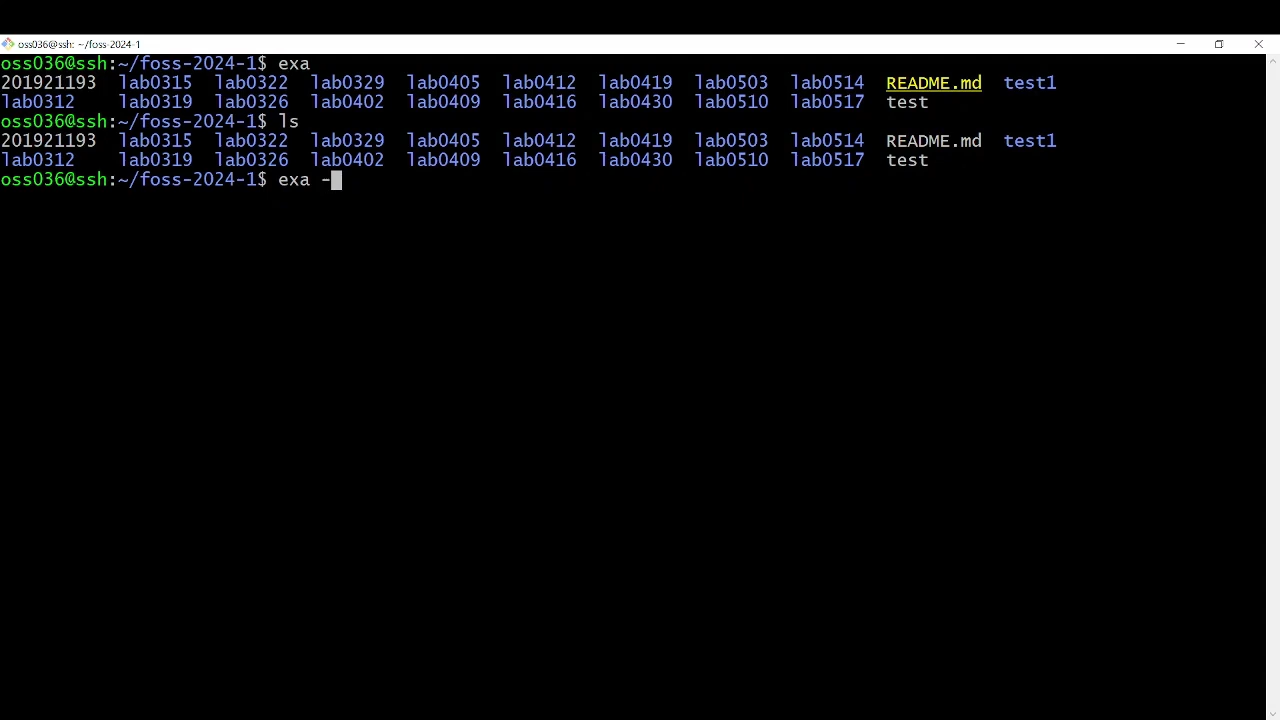 oss036@ssh: ~/foss-2024-1
oss036@ssh:~/foss-2024-1$ exa
201921193  lab0315  lab0322  lab0329  lab0405  lab0412  lab0419  lab0503  lab0514  README.md  test1
lab0312    lab0319  lab0326  lab0402  lab0409  lab0416  lab0430  lab0510  lab0517  test
oss036@ssh:~/foss-2024-1$ ls
201921193  lab0315  lab0322  lab0329  lab0405  lab0412  lab0419  lab0503  lab0514  README.md  test1
lab0312    lab0319  lab0326  lab0402  lab0409  lab0416  lab0430  lab0510  lab0517  test
oss036@ssh:~/foss-2024-1$ exa -